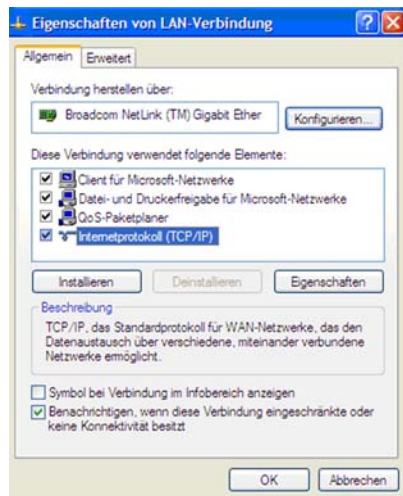 Eigenschaften von LAN-Verbindung
Allgemein Erweitert
Verbindung herstellen über:
Broadcom NetLink (TM) Gigabit Ether Konfigurieren...
Diese Verbindung verwendet folgende Elemente:
Client für Microsoft-Netzwerke
Datei- und Druckerfreigabe für Microsoft-Netzwerke
QoS-Paketplaner
Internetprotokoll (TCP/IP)
Installieren Deinstallieren Eigenschaften
Beschreibung
TCP/IP, das Standardprotokoll für WAN-Netzwerke, das den
Datenaustausch über verschiedene, miteinander verbundene
Netzwerke ermöglicht.
Symbol bei Verbindung im Infobereich anzeigen
Benachrichtigen, wenn diese Verbindung eingeschränkte oder
keine Konnektivität besitzt
OK Abbrechen